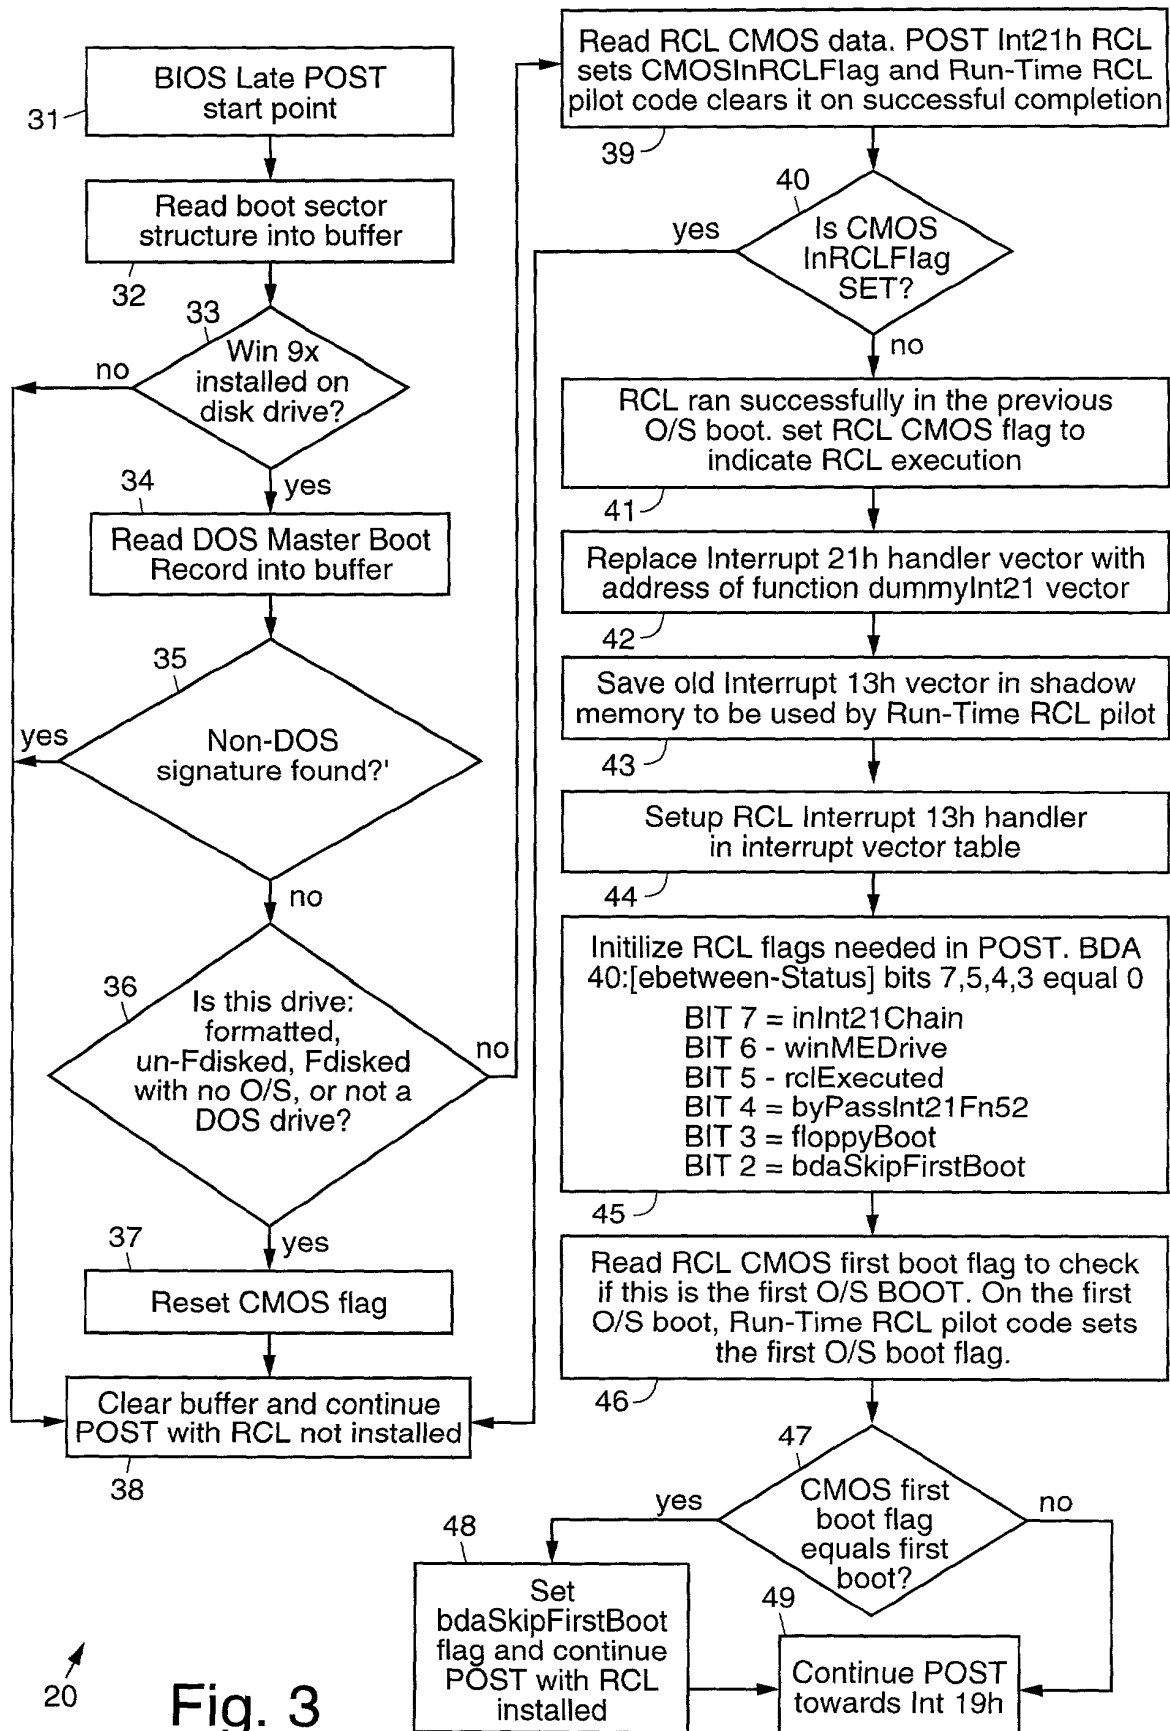 BIOS Late POST
start point
31
Read boot sector
structure into buffer
32
33
Win 9x
installed on
disk drive?
no
yes
34
Read DOS Master Boot
Record into buffer
35
Non-DOS
signature found?'
yes
no
36
Is this drive:
formatted,
un-Fdisked, Fdisked
with no O/S, or not a
DOS drive?
no
yes
37
Reset CMOS flag
Clear buffer and continue
POST with RCL not installed
38
Read RCL CMOS data. POST Int21h RCL
sets CMOSInRCLFlag and Run-Time RCL
pilot code clears it on successful completion
39
40
Is CMOS
InRCLFlag
SET?
yes
no
RCL ran successfully in the previous
O/S boot. set RCL CMOS flag to
indicate RCL execution
41
Replace Interrupt 21h handler vector with
address of function dummyInt21 vector
42
Save old Interrupt 13h vector in shadow
memory to be used by Run-Time RCL pilot
43
Setup RCL Interrupt 13h handler
in interrupt vector table
44
Initilize RCL flags needed in POST. BDA
40:[ebetween-Status] bits 7,5,4,3 equal 0
BIT 7 = inInt21Chain
BIT 6 - winMEDrive
BIT 5 - rclExecuted
BIT 4 = byPassInt21Fn52
BIT 3 = floppyBoot
BIT 2 = bdaSkipFirstBoot
45
Read RCL CMOS first boot flag to check
if this is the first O/S BOOT. On the first
O/S boot, Run-Time RCL pilot code sets
the first O/S boot flag.
46
47
CMOS first
boot flag
equals first
boot?
yes
no
48
Set
bdaSkipFirstBoot
flag and continue
POST with RCL
installed
49
Continue POST
towards Int 19h
20
Fig. 3